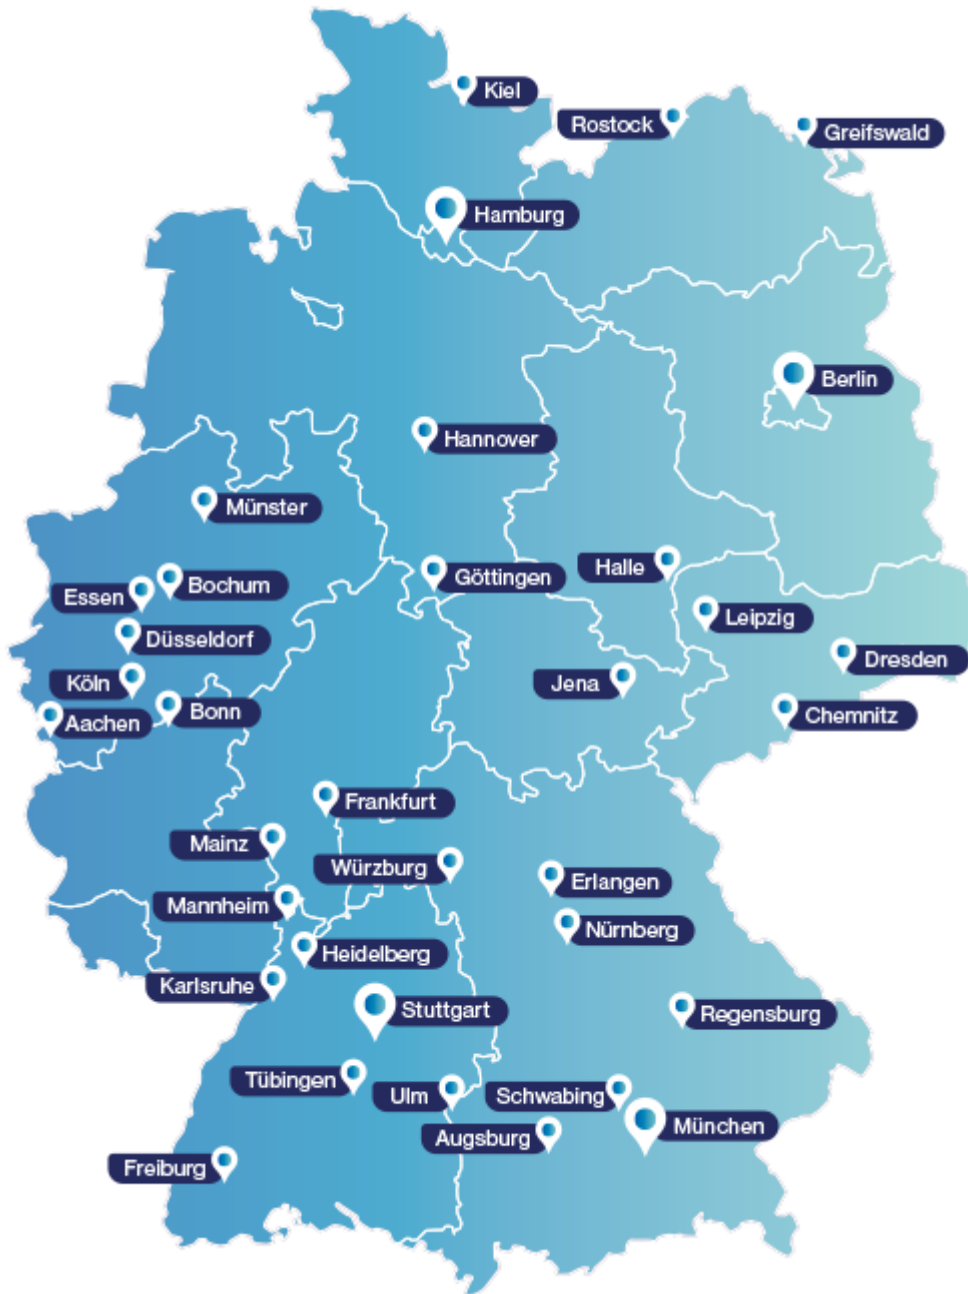 Kiel
Rostock
Greifswald
Hamburg
Berlin
Hannover
Münster
Göttingen
Halle
Bochum
Essen
Leipzig
Düsseldorf
Dresden
Köln
Jena
Bonn
Aachen
Chemnitz
Frankfurt
Mainz
Würzburg
Erlangen
Mannheim
Nürnberg
Heidelberg
Karlsruhe
Stuttgart
Regensburg
Tübingen
Ulm
Schwabing
München
Augsburg
Freiburg